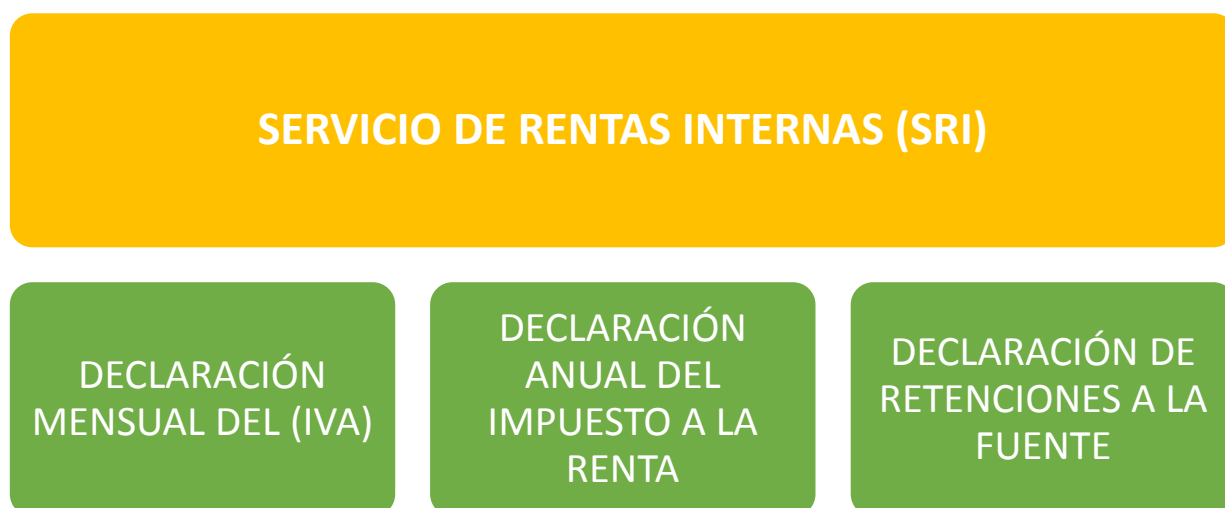 SERVICIO DE RENTAS INTERNAS (SRI)
DECLARACIÓN
MENSUAL DEL (IVA)
DECLARACIÓN
ANUAL DEL
IMPUESTO A LA
RENTA
DECLARACIÓN DE
RETENCIONES A LA
FUENTE